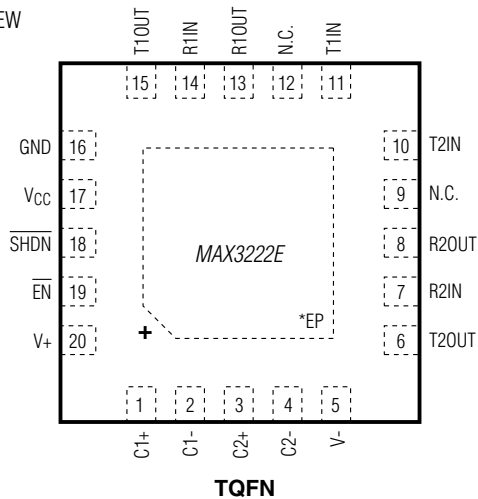 EW
T1OUT
R1IN
R1OUT
N.C.
T1IN
15 14 13 12 11
GND 16
VCC 17
SHDN 18
EN 19
V+ 20
10 T2IN
9 N.C.
8 R2OUT
7 R2IN
6 T2OUT
MAX3222E
*EP
+
1 2 3 4 5
C1+
C1-
C2+
C2-
V-
TQFN